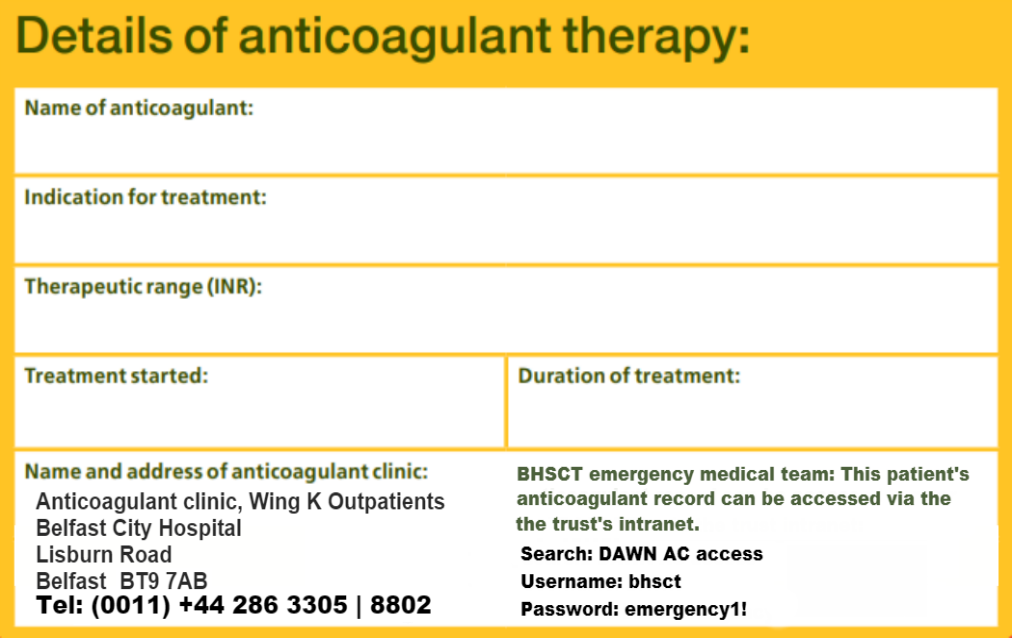 Details of anticoagulant therapy:
Name of anticoagulant:
Indication for treatment:
Therapeutic range (INR):
Treatment started:
Duration of treatment:
Name and address of anticoagulant clinic:
Anticoagulant clinic, Wing K Outpatients
Belfast City Hospital
Lisburn Road
Belfast BT9 7AB
Tel: (0011) +44 286 3305 | 8802
BHSCT emergency medical team: This patient's
anticoagulant record can be accessed via the
the trust's intranet.
Search: DAWN AC access
Username: bhsct
Password: emergency1!